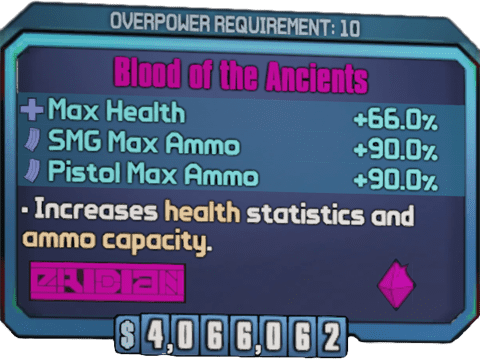 OVERPOWER REQUIREMENT: 10
Blood of the Ancients
Max Health +66.0%
SMG Max Ammo +90.0%
Pistol Max Ammo +90.0%
• Increases health statistics and
ammo capacity.
ERIDIAN
$4,066,062